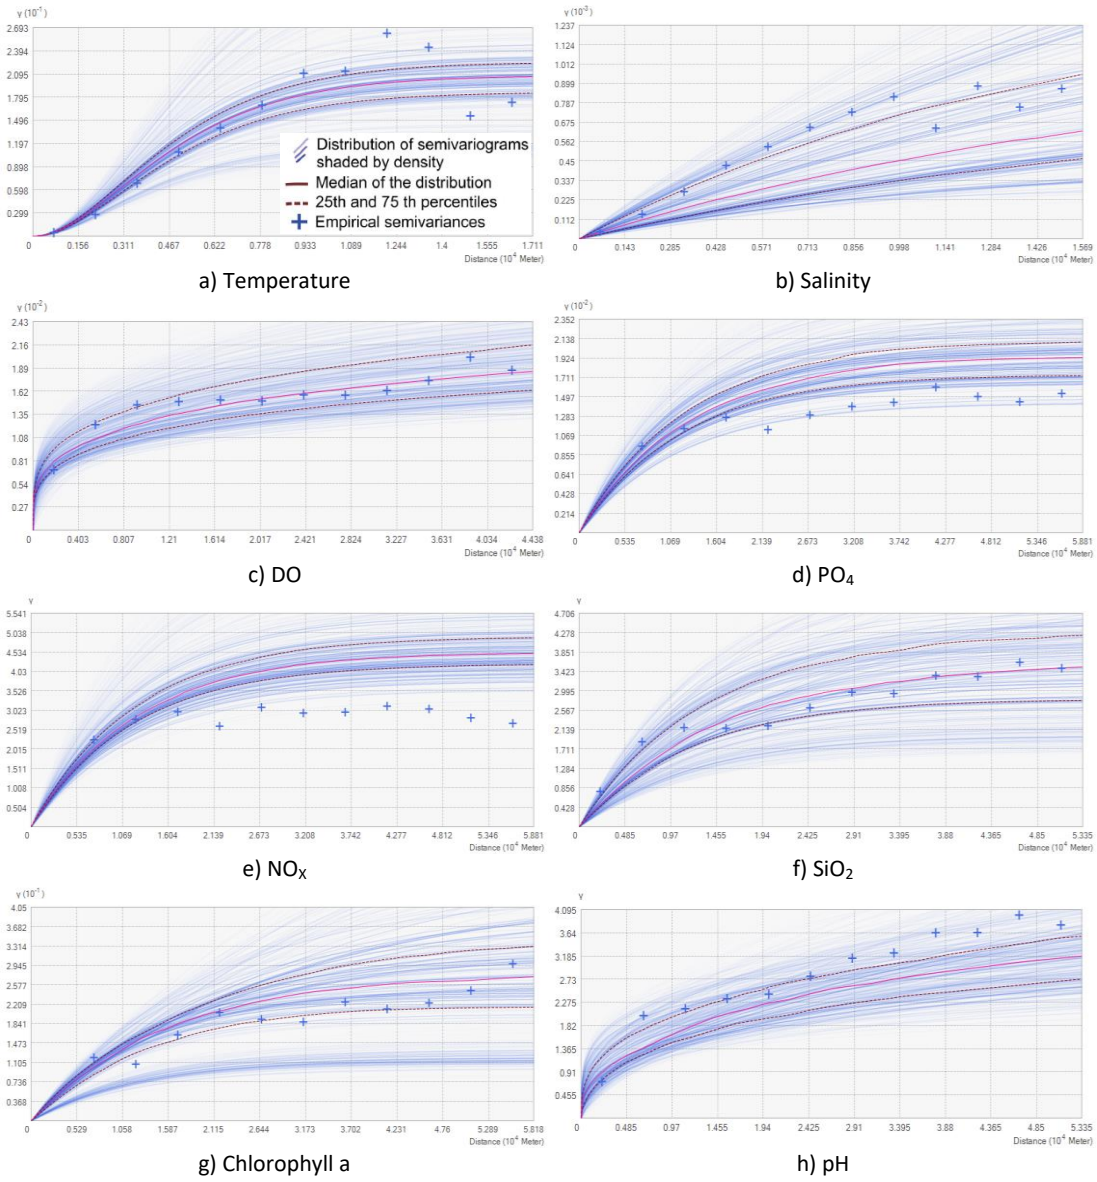 γ (10⁻¹)
2.693
2.394
2.095
1.795
1.496
1.197
0.898
0.598
0.299
0 0.156 0.311 0.467 0.622 0.778 0.933 1.089 1.244 1.4 1.555 1.711
Distance (10⁴ Meter)
Distribution of semivariograms
shaded by density
Median of the distribution
25th and 75 th percentiles
Empirical semivariances
a) Temperature
γ (10⁻³)
1.237
1.124
1.012
0.899
0.787
0.675
0.562
0.45
0.337
0.225
0.112
0 0.143 0.285 0.428 0.571 0.713 0.856 0.998 1.141 1.284 1.426 1.569
Distance (10⁴ Meter)
b) Salinity
γ (10⁻²)
2.43
2.16
1.89
1.62
1.35
1.08
0.81
0.54
0.27
0 0.403 0.807 1.21 1.614 2.017 2.421 2.824 3.227 3.631 4.034 4.438
Distance (10⁴ Meter)
c) DO
γ (10⁻²)
2.352
2.138
1.924
1.711
1.497
1.283
1.069
0.855
0.641
0.428
0.214
0 0.535 1.069 1.604 2.139 2.673 3.208 3.742 4.277 4.812 5.346 5.881
Distance (10⁴ Meter)
d) PO₄
γ
5.541
5.038
4.534
4.03
3.526
3.023
2.519
2.015
1.511
1.008
0.504
0 0.535 1.069 1.604 2.139 2.673 3.208 3.742 4.277 4.812 5.346 5.881
Distance (10⁴ Meter)
e) NOₓ
γ
4.706
4.278
3.851
3.423
2.995
2.567
2.139
1.711
1.284
0.856
0.428
0 0.485 0.97 1.455 1.94 2.425 2.91 3.395 3.88 4.365 4.85 5.335
Distance (10⁴ Meter)
f) SiO₂
γ (10⁻¹)
4.05
3.682
3.314
2.945
2.577
2.209
1.841
1.473
1.105
0.736
0.368
0 0.529 1.058 1.587 2.115 2.644 3.173 3.702 4.231 4.76 5.289 5.818
Distance (10⁴ Meter)
g) Chlorophyll a
γ
4.095
3.64
3.185
2.73
2.275
1.82
1.365
0.91
0.455
0 0.485 0.97 1.455 1.94 2.425 2.91 3.395 3.88 4.365 4.85 5.335
Distance (10⁴ Meter)
h) pH